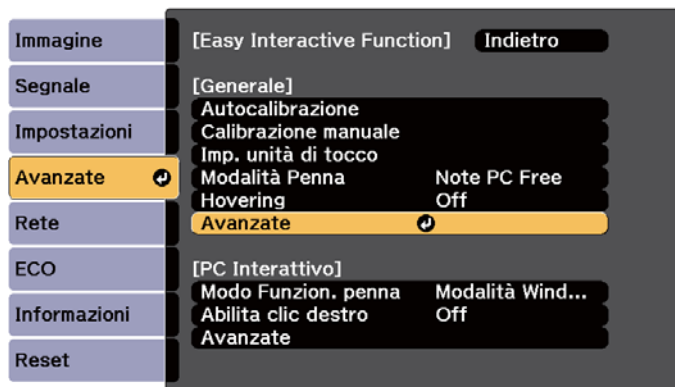 Immagine
Segnale
Impostazioni
Avanzate
Rete
ECO
Informazioni
Reset
[Easy Interactive Function] Indietro
[Generale]
Autocalibrazione
Calibrazione manuale
Imp. unità di tocco
Modalità Penna Note PC Free
Hovering Off
Avanzate
[PC Interattivo]
Modo Funzion. penna Modalità Wind...
Abilita clic destro Off
Avanzate